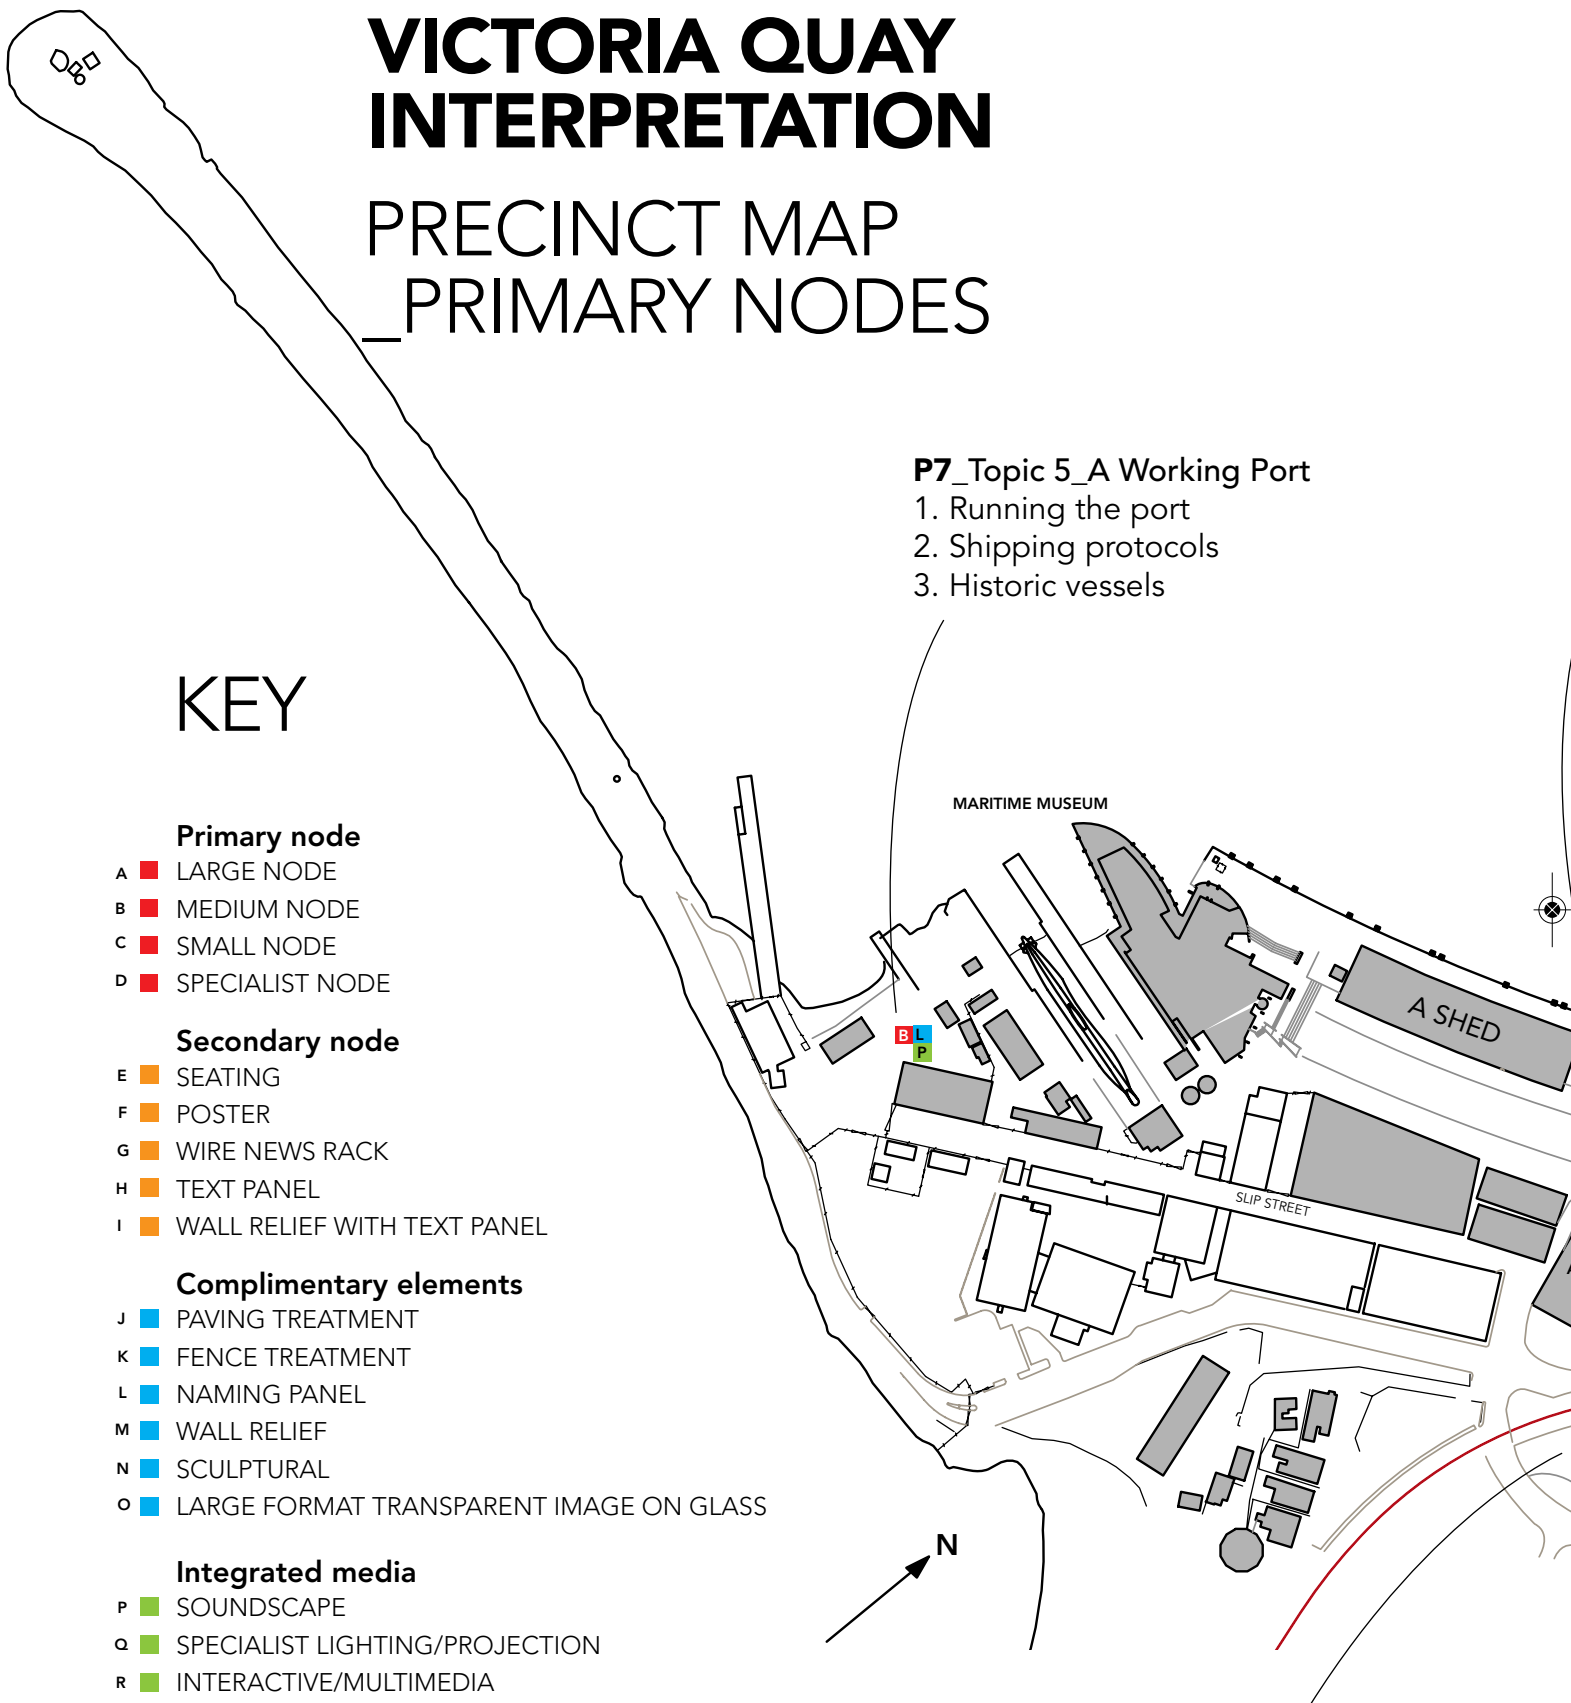 VICTORIA QUAY
INTERPRETATION
PRECINCT MAP
_PRIMARY NODES
P7_Topic 5_A Working Port
1. Running the port
2. Shipping protocols
3. Historic vessels
KEY
Primary node
A LARGE NODE
B MEDIUM NODE
C SMALL NODE
D SPECIALIST NODE
Secondary node
E SEATING
F POSTER
G WIRE NEWS RACK
H TEXT PANEL
I WALL RELIEF WITH TEXT PANEL
Complimentary elements
J PAVING TREATMENT
K FENCE TREATMENT
L NAMING PANEL
M WALL RELIEF
N SCULPTURAL
O LARGE FORMAT TRANSPARENT IMAGE ON GLASS
Integrated media
P SOUNDSCAPE
Q SPECIALIST LIGHTING/PROJECTION
R INTERACTIVE/MULTIMEDIA
MARITIME MUSEUM
A SHED
B L
P
SLIP STREET
N